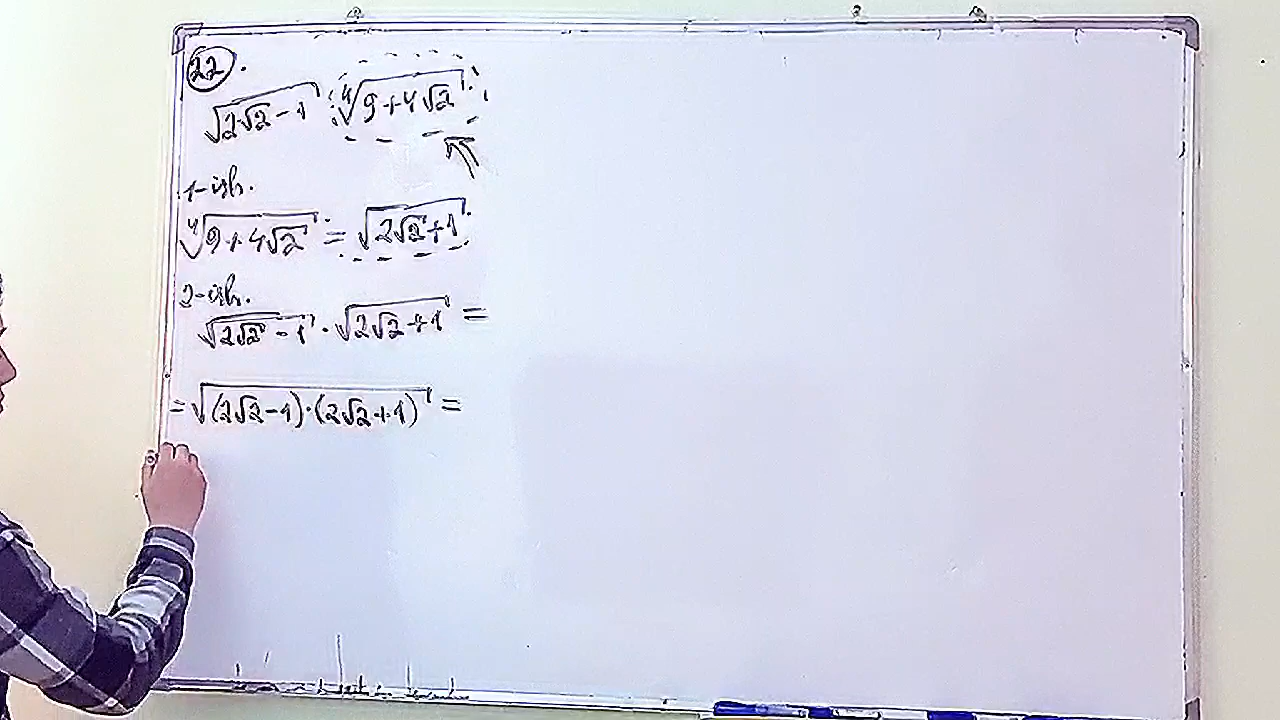 22.
√(2√2-1) · ⁴√(9+4√2)
1-ish.
⁴√(9+4√2) = √(2√2+1)
2-ish.
√(2√2-1) · √(2√2+1) =
= √((2√2-1)·(2√2+1)) =